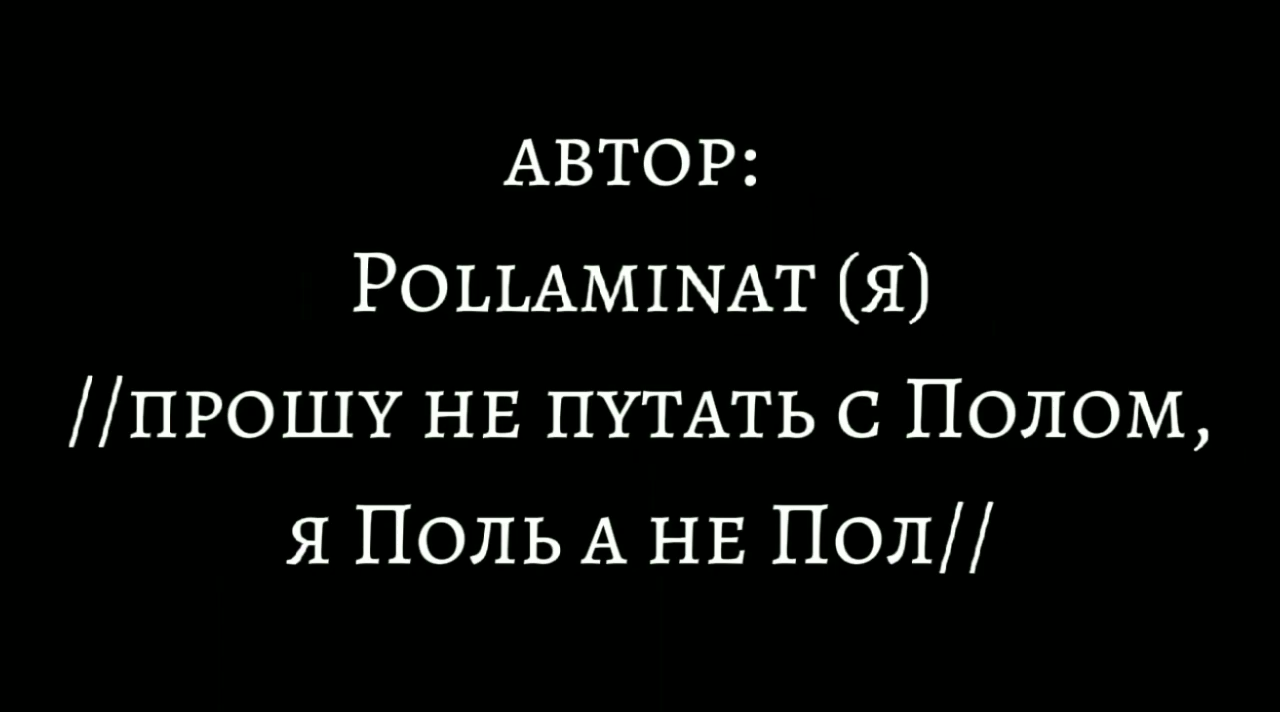 автор:
Pollaminat (я)
//прошу не путать с Полом,
я Поль а не Пол//